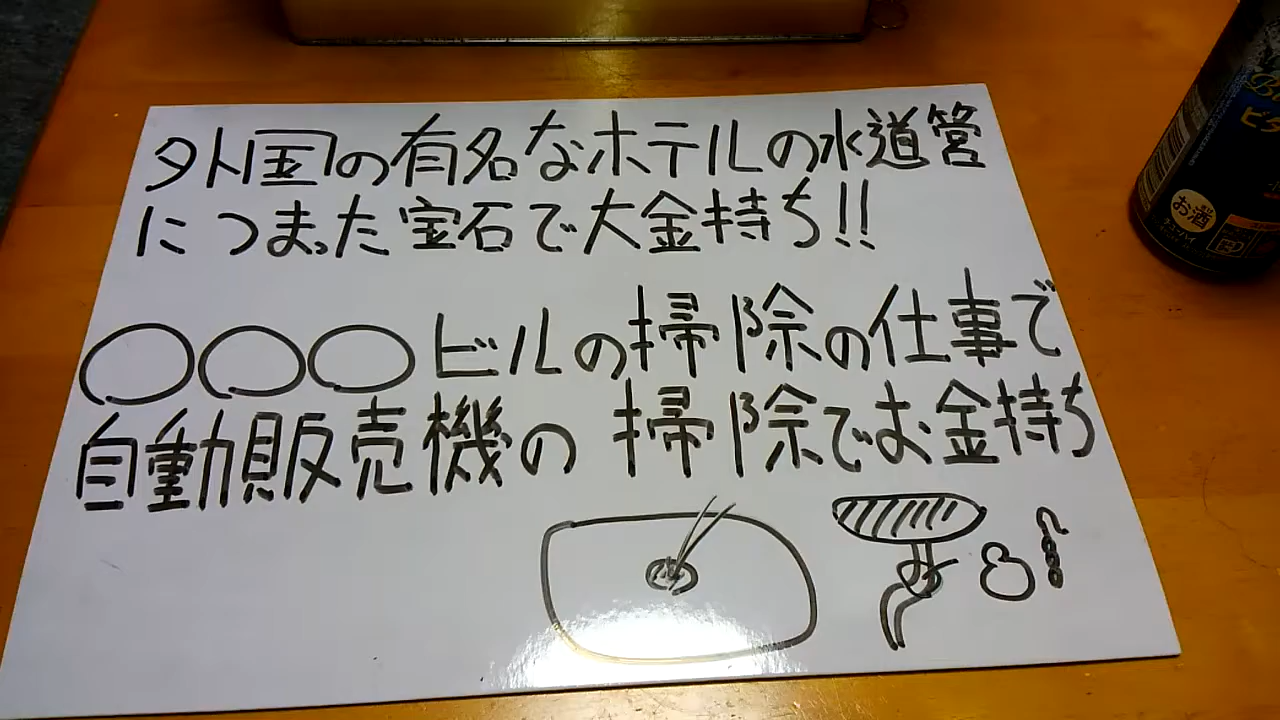 外国の有名なホテルの水道管
につまった宝石で大金持ち!!
〇〇〇ビルの掃除の仕事で
自動販売機の掃除でお金持ち
お酒